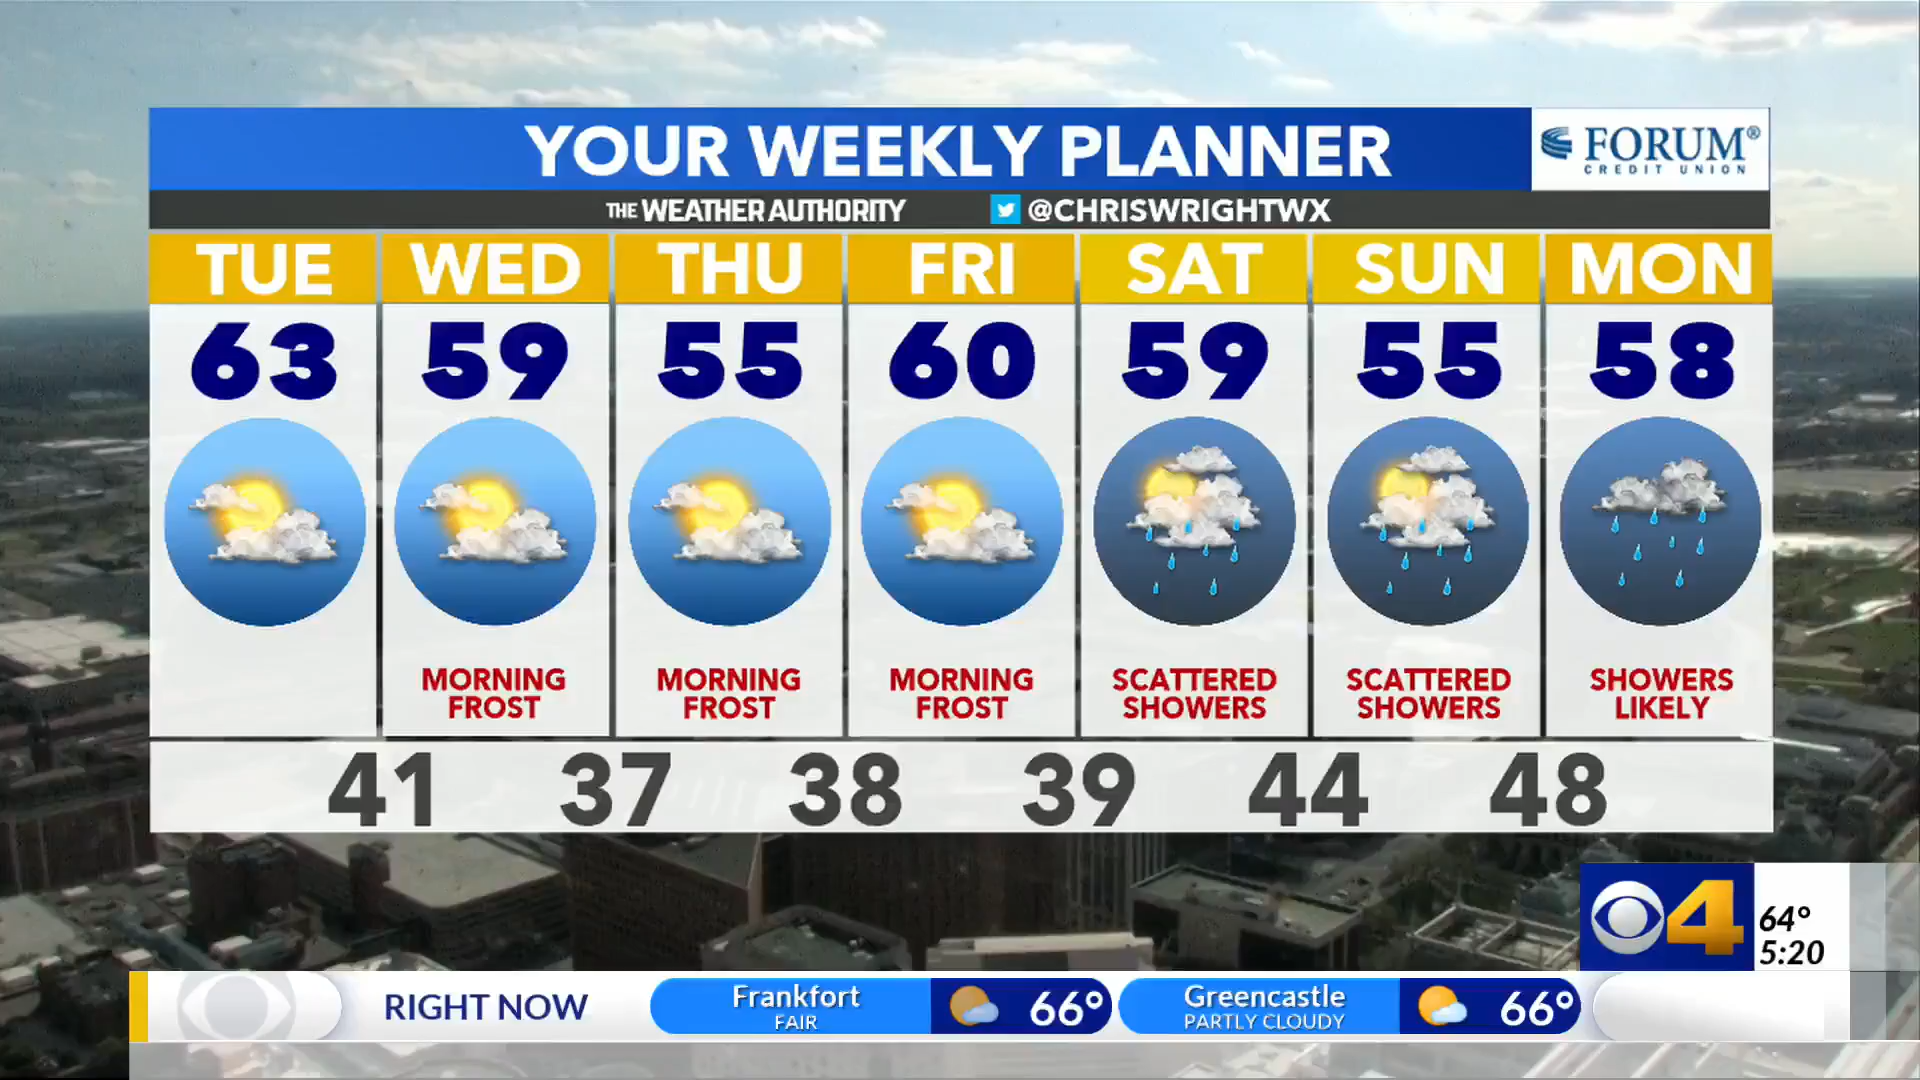 YOUR WEEKLY PLANNER
FORUM®
CREDIT UNION
THE WEATHER AUTHORITY @CHRISWRIGHTWX
TUE WED THU FRI SAT SUN MON
63 59 55 60 59 55 58
MORNING FROST
MORNING FROST
MORNING FROST
SCATTERED SHOWERS
SCATTERED SHOWERS
SHOWERS LIKELY
41 37 38 39 44 48
4
64°
5:20
RIGHT NOW
Frankfort
FAIR
66°
Greencastle
PARTLY CLOUDY
66°